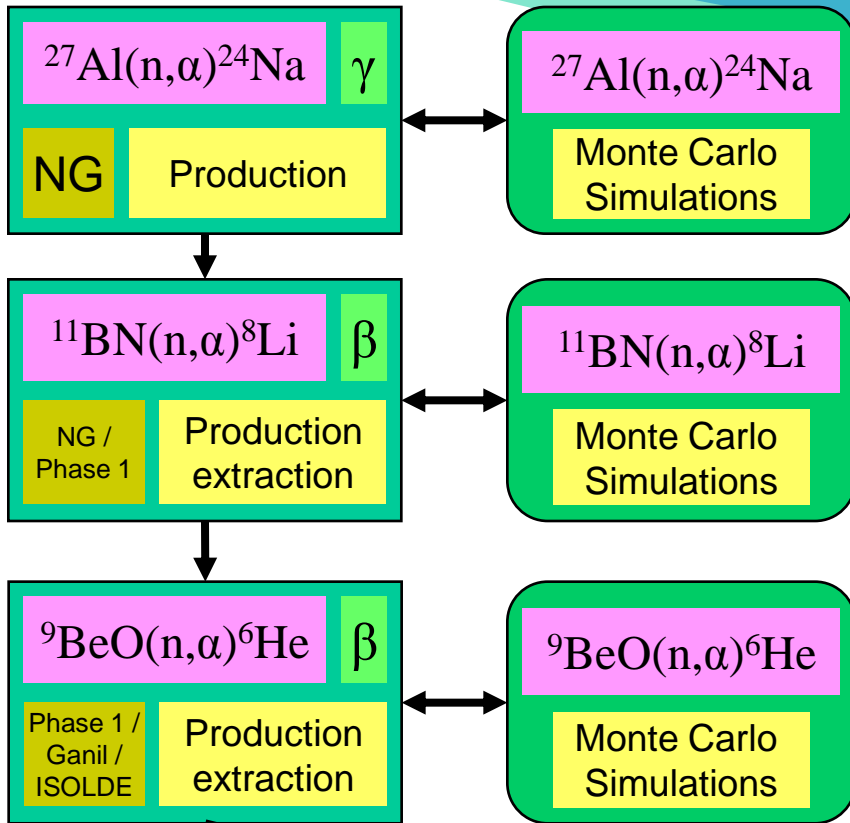 ²⁷Al(n,α)²⁴Na
γ
²⁷Al(n,α)²⁴Na
NG
Production
Monte Carlo
Simulations
¹¹BN(n,α)⁸Li
β
¹¹BN(n,α)⁸Li
NG /
Phase 1
Production
extraction
Monte Carlo
Simulations
⁹BeO(n,α)⁶He
β
⁹BeO(n,α)⁶He
Phase 1 /
Ganil /
ISOLDE
Production
extraction
Monte Carlo
Simulations